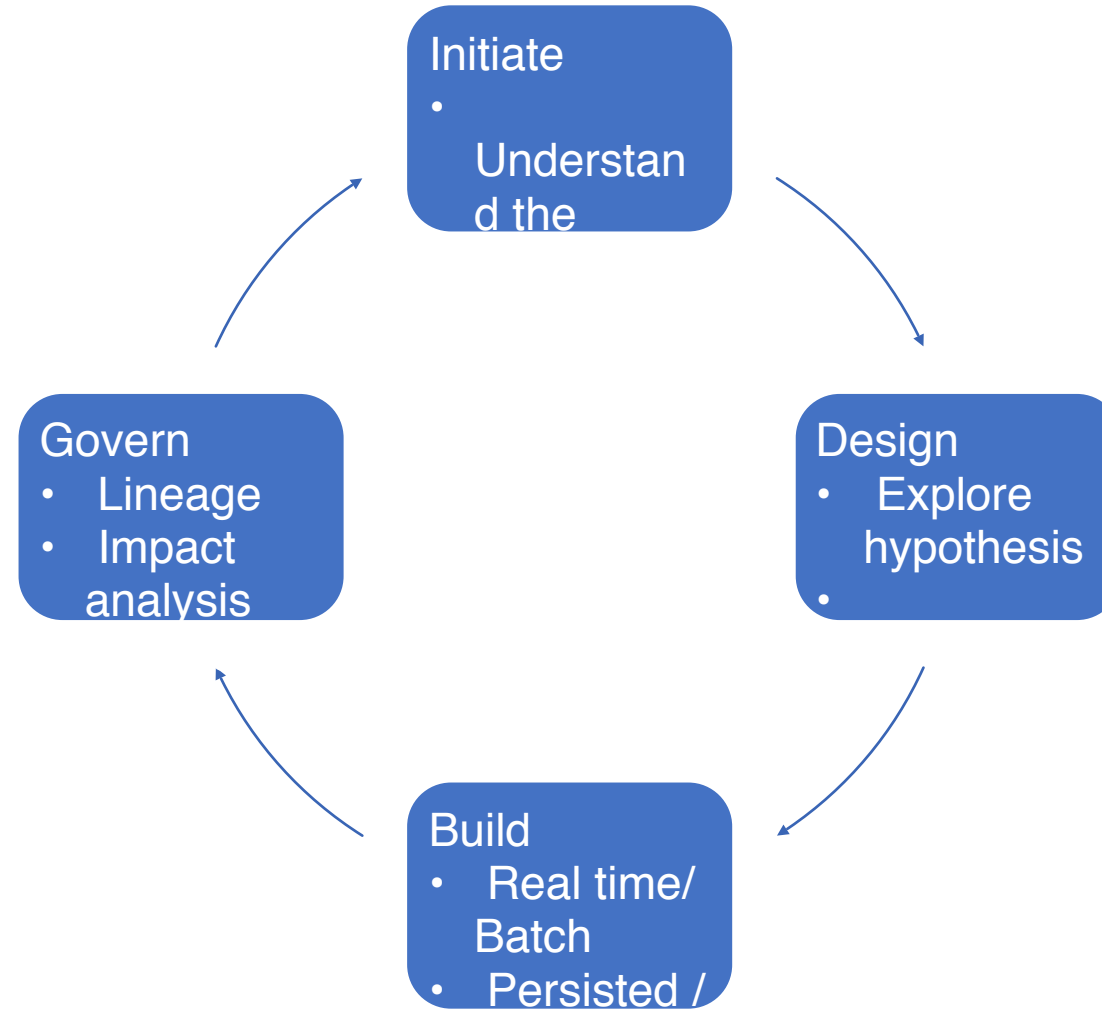 Initiate
•
Understan
d the
Govern
• Lineage
• Impact
analysis
Design
• Explore
hypothesis
•
Build
• Real time/
Batch
• Persisted /